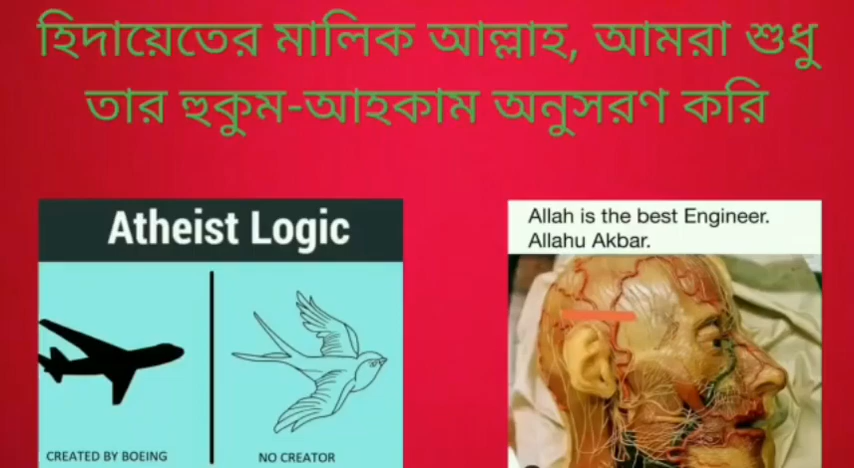 হিদায়েতের মালিক আল্লাহ, আমরা শুধু
তার হুকুম-আহকাম অনুসরণ করি
Atheist Logic
CREATED BY BOEING
NO CREATOR
Allah is the best Engineer.
Allahu Akbar.